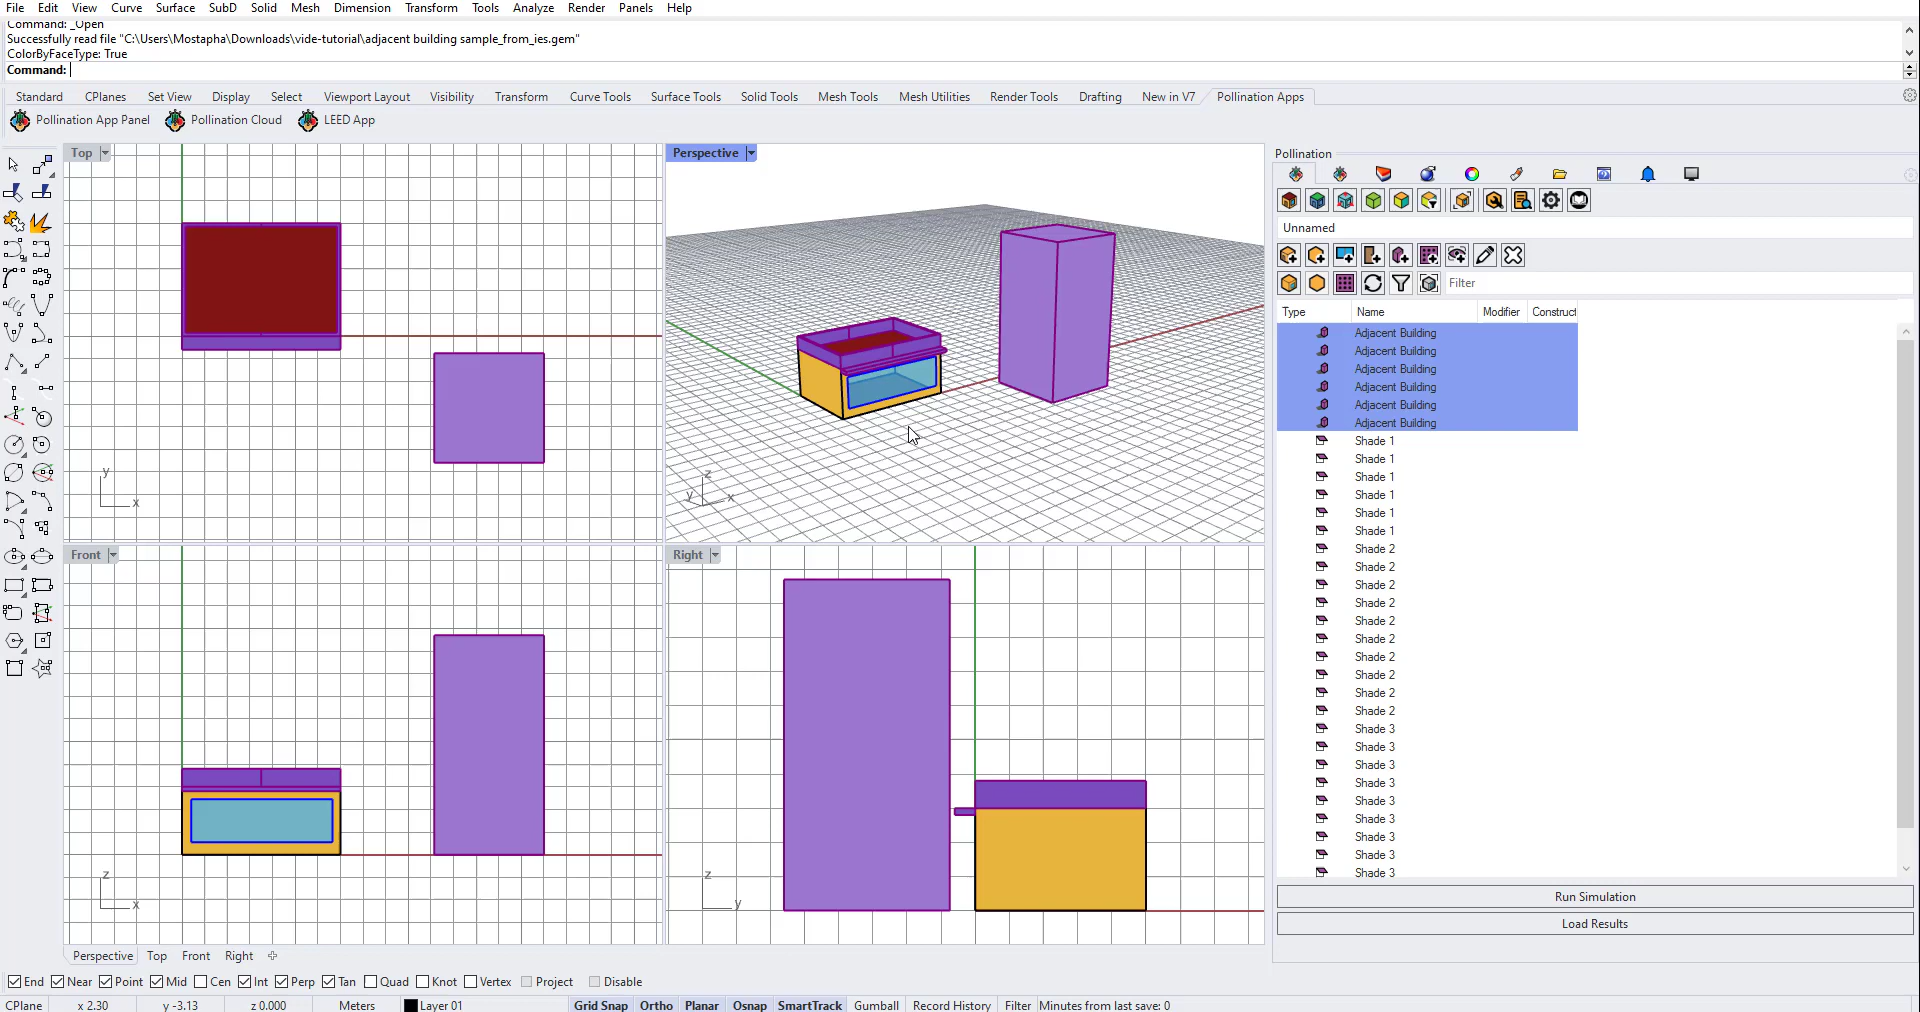 File Edit View Curve Surface SubD Solid Mesh Dimension Transform Tools Analyze Render Panels Help
Command: _Open
Successfully read file "C:\Users\Mostapha\Downloads\vide-tutorial\adjacent building sample_from_ies.gem"
ColorByFaceType: True
Command:
Standard CPlanes Set View Display Select Viewport Layout Visibility Transform Curve Tools Surface Tools Solid Tools Mesh Tools Mesh Utilities Render Tools Drafting New in V7 Pollination Apps
Pollination App Panel Pollination Cloud LEED App
Top
y
x
Perspective
z
y
x
Front
z
x
Right
z
y
Pollination
Unnamed
Filter
Type Name Modifier Construct
Adjacent Building
Adjacent Building
Adjacent Building
Adjacent Building
Adjacent Building
Adjacent Building
Shade 1
Shade 1
Shade 1
Shade 1
Shade 1
Shade 1
Shade 2
Shade 2
Shade 2
Shade 2
Shade 2
Shade 2
Shade 2
Shade 2
Shade 2
Shade 2
Shade 3
Shade 3
Shade 3
Shade 3
Shade 3
Shade 3
Shade 3
Shade 3
Shade 3
Run Simulation
Load Results
Perspective Top Front Right
End Near Point Mid Cen Int Perp Tan Quad Knot Vertex Project Disable
CPlane x 2.30 y -3.13 z 0.000 Meters Layer 01 Grid Snap Ortho Planar Osnap SmartTrack Gumball Record History Filter Minutes from last save: 0